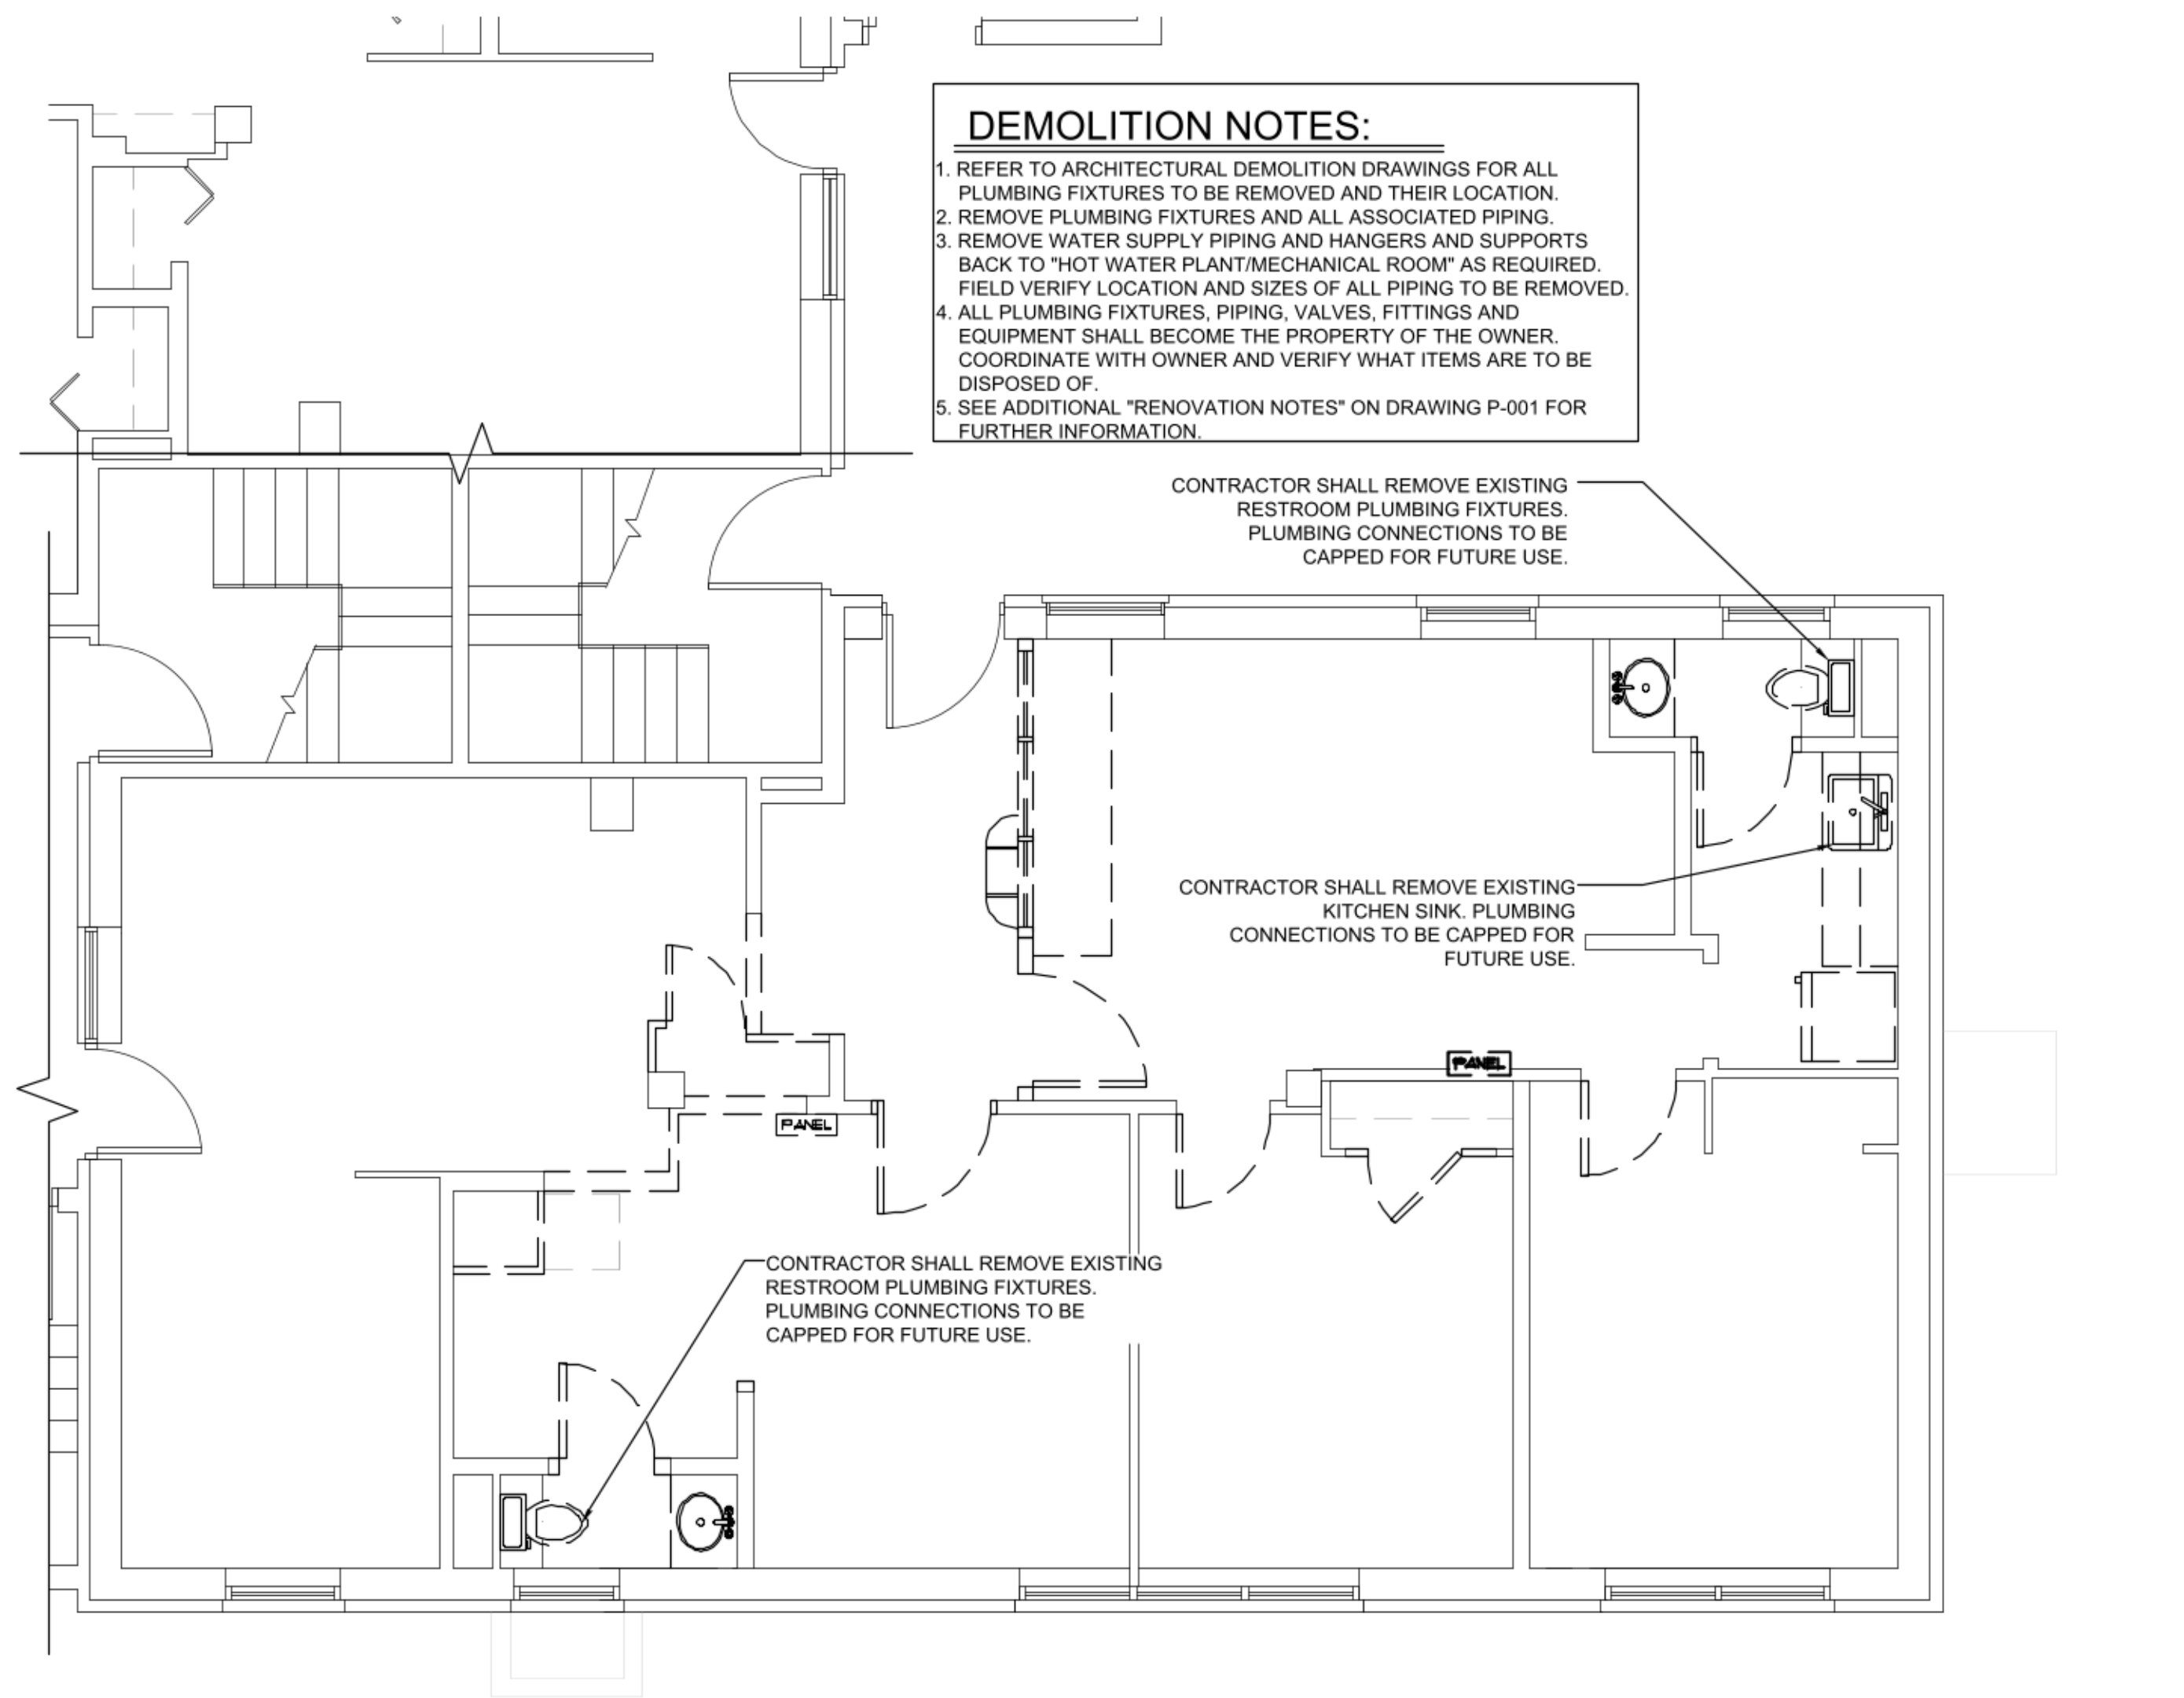 DEMOLITION NOTES:
1. REFER TO ARCHITECTURAL DEMOLITION DRAWINGS FOR ALL
PLUMBING FIXTURES TO BE REMOVED AND THEIR LOCATION.
2. REMOVE PLUMBING FIXTURES AND ALL ASSOCIATED PIPING.
3. REMOVE WATER SUPPLY PIPING AND HANGERS AND SUPPORTS
BACK TO "HOT WATER PLANT/MECHANICAL ROOM" AS REQUIRED.
FIELD VERIFY LOCATION AND SIZES OF ALL PIPING TO BE REMOVED.
4. ALL PLUMBING FIXTURES, PIPING, VALVES, FITTINGS AND
EQUIPMENT SHALL BECOME THE PROPERTY OF THE OWNER.
COORDINATE WITH OWNER AND VERIFY WHAT ITEMS ARE TO BE
DISPOSED OF.
5. SEE ADDITIONAL "RENOVATION NOTES" ON DRAWING P-001 FOR
FURTHER INFORMATION.
CONTRACTOR SHALL REMOVE EXISTING
RESTROOM PLUMBING FIXTURES.
PLUMBING CONNECTIONS TO BE
CAPPED FOR FUTURE USE.
CONTRACTOR SHALL REMOVE EXISTING
KITCHEN SINK. PLUMBING
CONNECTIONS TO BE CAPPED FOR
FUTURE USE.
PANEL
PANEL
CONTRACTOR SHALL REMOVE EXISTING
RESTROOM PLUMBING FIXTURES.
PLUMBING CONNECTIONS TO BE
CAPPED FOR FUTURE USE.